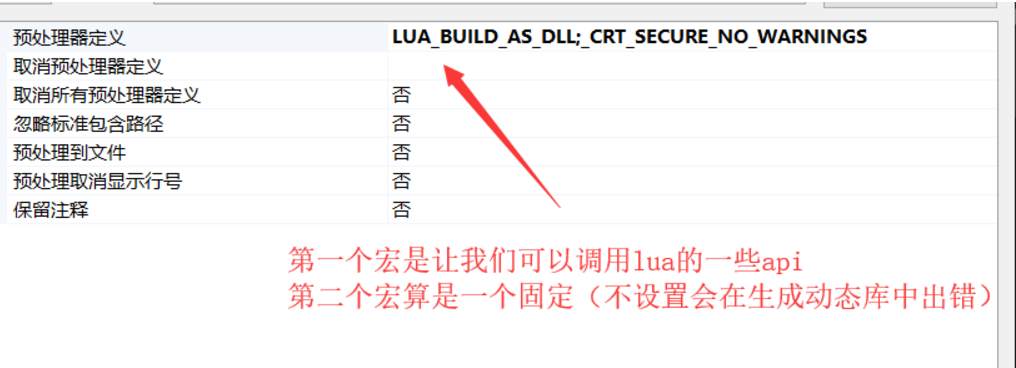 预处理器定义 LUA_BUILD_AS_DLL;_CRT_SECURE_NO_WARNINGS
取消预处理器定义
取消所有预处理器定义 否
忽略标准包含路径 否
预处理到文件 否
预处理取消显示行号 否
保留注释 否
第一个宏是让我们可以调用lua的一些api
第二个宏算是一个固定（不设置会在生成动态库中出错）